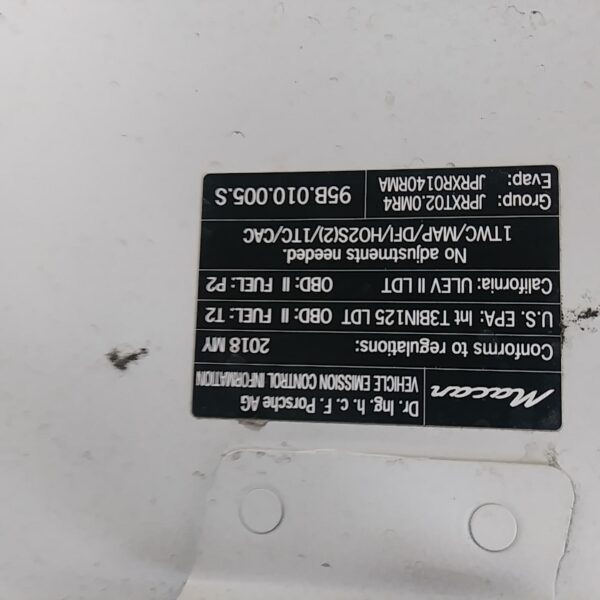 Macan
Dr. Ing. h. c. F. Porsche AG
VEHICLE EMISSION CONTROL INFORMATION
Conforms to regulations: 2018 MY
U.S. EPA: Int T3BIN125 LDT OBD: II FUEL: T2
California: ULEV II LDT OBD: II FUEL: P2
No adjustments needed.
1TWC/MAP/DFI/HO2S(2)/1TC/CAC
Group: JPRXT02.0MR4
Evap: JPRXR0140RMA
95B.010.005.S